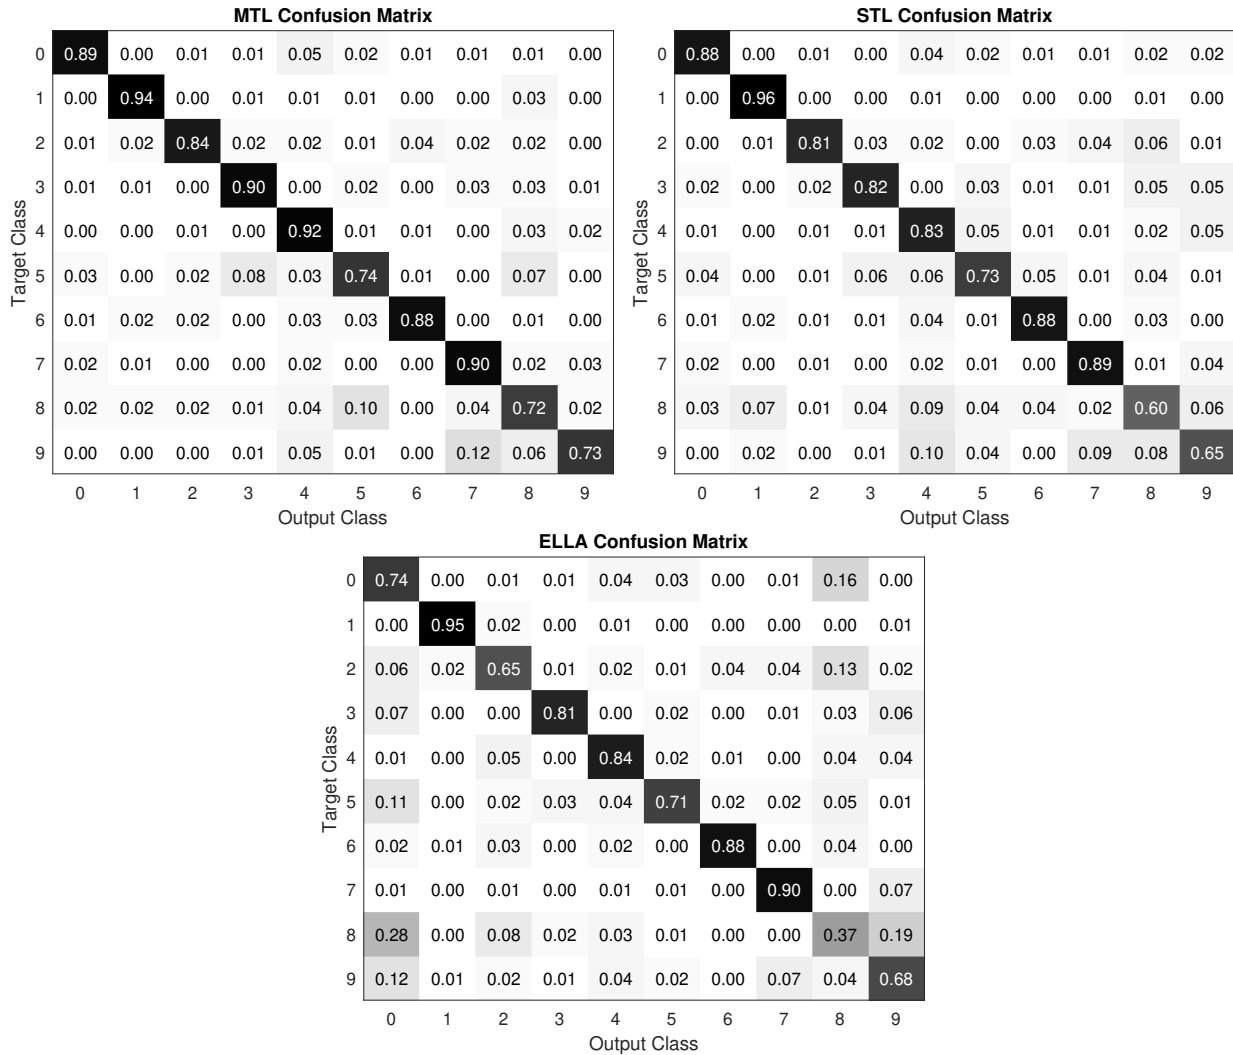 MTL Confusion Matrix
0 0.89 0.00 0.01 0.01 0.05 0.02 0.01 0.01 0.01 0.00
1 0.00 0.94 0.00 0.01 0.01 0.01 0.00 0.00 0.03 0.00
2 0.01 0.02 0.84 0.02 0.02 0.01 0.04 0.02 0.02 0.00
3 0.01 0.01 0.00 0.90 0.00 0.02 0.00 0.03 0.03 0.01
4 0.00 0.00 0.01 0.00 0.92 0.01 0.01 0.00 0.03 0.02
5 0.03 0.00 0.02 0.08 0.03 0.74 0.01 0.00 0.07 0.00
6 0.01 0.02 0.02 0.00 0.03 0.03 0.88 0.00 0.01 0.00
7 0.02 0.01 0.00 0.00 0.02 0.00 0.00 0.90 0.02 0.03
8 0.02 0.02 0.02 0.01 0.04 0.10 0.00 0.04 0.72 0.02
9 0.00 0.00 0.00 0.01 0.05 0.01 0.00 0.12 0.06 0.73
0 1 2 3 4 5 6 7 8 9
Output Class
Target Class
STL Confusion Matrix
0 0.88 0.00 0.01 0.00 0.04 0.02 0.01 0.01 0.02 0.02
1 0.00 0.96 0.00 0.00 0.01 0.00 0.00 0.00 0.01 0.00
2 0.00 0.01 0.81 0.03 0.02 0.00 0.03 0.04 0.06 0.01
3 0.02 0.00 0.02 0.82 0.00 0.03 0.01 0.01 0.05 0.05
4 0.01 0.00 0.01 0.01 0.83 0.05 0.01 0.01 0.02 0.05
5 0.04 0.00 0.00 0.06 0.06 0.73 0.05 0.01 0.04 0.01
6 0.01 0.02 0.01 0.01 0.04 0.01 0.88 0.00 0.03 0.00
7 0.02 0.00 0.01 0.00 0.02 0.01 0.00 0.89 0.01 0.04
8 0.03 0.07 0.01 0.04 0.09 0.04 0.04 0.02 0.60 0.06
9 0.00 0.02 0.00 0.01 0.10 0.04 0.00 0.09 0.08 0.65
0 1 2 3 4 5 6 7 8 9
Output Class
Target Class
ELLA Confusion Matrix
0 0.74 0.00 0.01 0.01 0.04 0.03 0.00 0.01 0.16 0.00
1 0.00 0.95 0.02 0.00 0.01 0.00 0.00 0.00 0.00 0.01
2 0.06 0.02 0.65 0.01 0.02 0.01 0.04 0.04 0.13 0.02
3 0.07 0.00 0.00 0.81 0.00 0.02 0.00 0.01 0.03 0.06
4 0.01 0.00 0.05 0.00 0.84 0.02 0.01 0.00 0.04 0.04
5 0.11 0.00 0.02 0.03 0.04 0.71 0.02 0.02 0.05 0.01
6 0.02 0.01 0.03 0.00 0.02 0.00 0.88 0.00 0.04 0.00
7 0.01 0.00 0.01 0.00 0.01 0.01 0.00 0.90 0.00 0.07
8 0.28 0.00 0.08 0.02 0.03 0.01 0.00 0.00 0.37 0.19
9 0.12 0.01 0.02 0.01 0.04 0.02 0.00 0.07 0.04 0.68
0 1 2 3 4 5 6 7 8 9
Output Class
Target Class